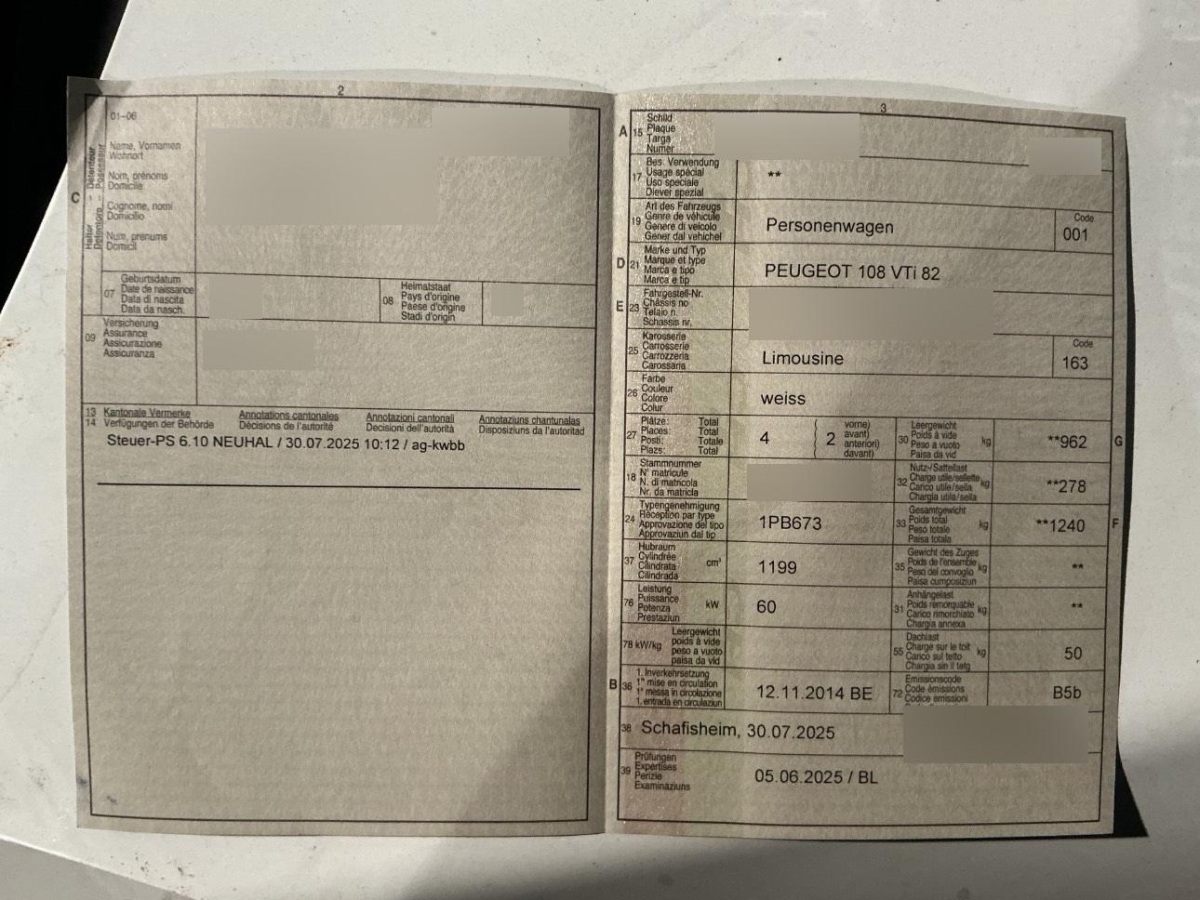 2
01-06
C
Halter - Détenteur
Detentore - Possessur
Name, Vornamen
Wohnort
Nom, prénoms
Domicile
Cognome, nomi
Domicilio
Num, prenums
Domicil
07
Geburtsdatum
Date de naissance
Data di nascita
Data da nasch.
08
Heimatstaat
Pays d'origine
Paese d'origine
Stadi d'origin
09
Versicherung
Assurance
Assicurazione
Assicuranza
13 Kantonale Vermerke Annotations cantonales Annotazioni cantonali Annotaziuns chantunalas
14 Verfügungen der Behörde Décisions de l'autorité Decisioni dell'autorità Disposiziuns da l'autoritad
Steuer-PS 6.10 NEUHAL / 30.07.2025 10:12 / ag-kwbb
3
A 15
Schild
Plaque
Targa
Numer
17
Bes. Verwendung
Usage spécial
Uso speciale
Diever spezial
**
19
Art des Fahrzeugs
Genre de véhicule
Genere di veicolo
Gener dal vehichel
Personenwagen
Code
001
D 21
Marke und Typ
Marque et type
Marca e tipo
Marca e tip
PEUGEOT 108 VTi 82
E 23
Fahrgestell-Nr.
Châssis no
Telaio n.
Schassis nr.
25
Karosserie
Carrosserie
Carrozzeria
Carossaria
Limousine
Code
163
26
Farbe
Couleur
Colore
Colur
weiss
27
Plätze: Total
Places: Total
Posti: Totale
Plazs: Total
4
2
vorne)
avant)
anteriori)
davant)
30
Leergewicht
Poids à vide
Peso a vuoto
Paisa da vid
kg
**962
G
18
Stammnummer
N° matricule
N. di matricola
Nr. da matricla
32
Nutz-/Sattellast
Charge utile/sellette
Carico utile/sella
Chargia utila/sella
kg
**278
24
Typengenehmigung
Réception par type
Approvazione del tipo
Approvaziun dal tip
1PB673
33
Gesamtgewicht
Poids total
Peso totale
Paisa totala
kg
**1240
F
37
Hubraum
Cylindrée
Cilindrata
Cilindrada
cm³
1199
35
Gewicht des Zuges
Poids de l'ensemble
Peso del convoglio
Paisa cumposiziun
kg
**
76
Leistung
Puissance
Potenza
Prestaziun
kW
60
31
Anhängelast
Poids remorquable
Carico rimorchiato
Chargia annexa
kg
**
78 kW/kg
Leergewicht
poids à vide
peso a vuoto
paisa da vid
55
Dachlast
Charge sur le toit
Carico sul tetto
Chargia sin il tetg
kg
50
B 36
1. Inverkehrsetzung
1re mise en circulation
1a messa in circolazione
1. entrada en circulaziun
12.11.2014 BE
72
Emissionscode
Code émissions
Codice emissioni
B5b
38
Schafisheim, 30.07.2025
39
Prüfungen
Expertises
Perizie
Examinaziuns
05.06.2025 / BL